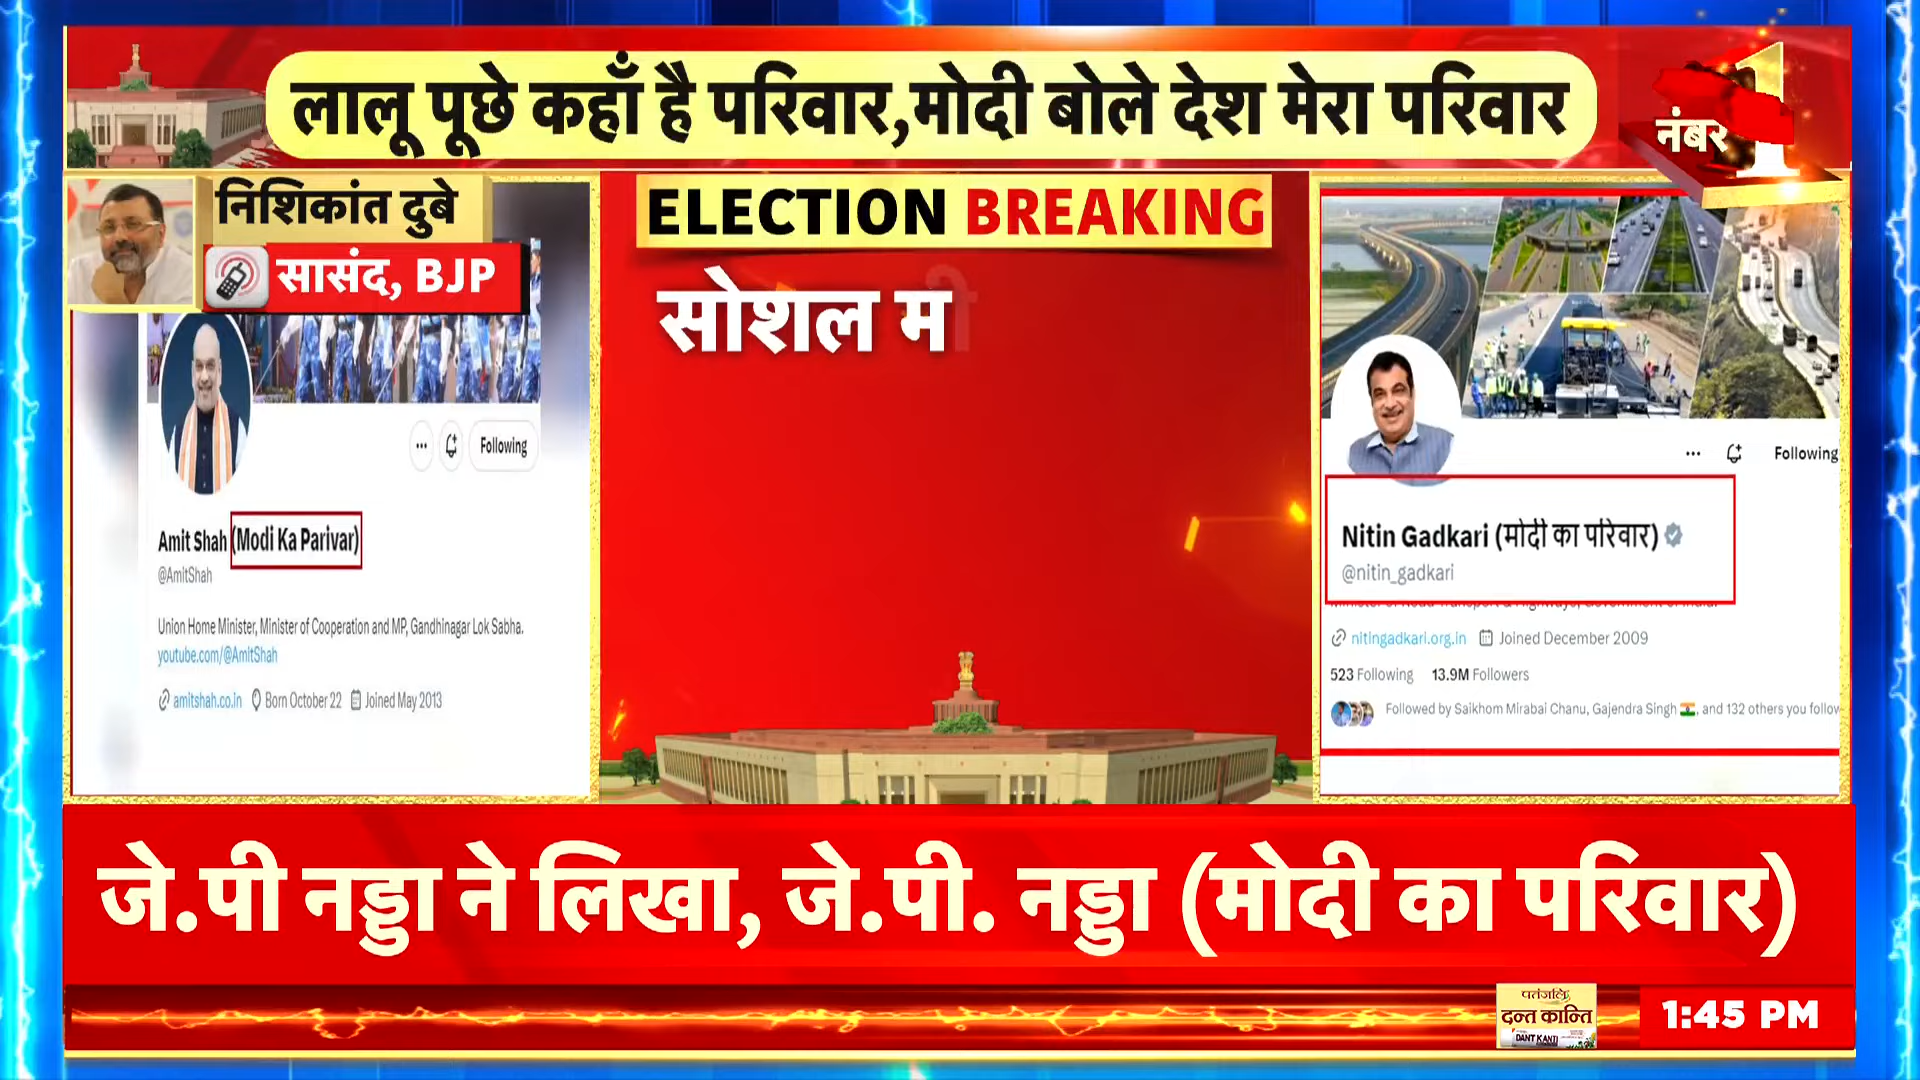 लालू पूछे कहाँ है परिवार,मोदी बोले देश मेरा परिवार
नंबर 1
निशिकांत दुबे
सासंद, BJP
ELECTION BREAKING
सोशल मी
Following
Amit Shah (Modi Ka Parivar)
@AmitShah
Union Home Minister, Minister of Cooperation and MP, Gandhinagar Lok Sabha.
youtube.com/@AmitShah
amitshah.co.in Born October 22 Joined May 2013
Following
Nitin Gadkari (मोदी का परिवार)
@nitin_gadkari
nitingadkari.org.in Joined December 2009
523 Following 13.9M Followers
Followed by Saikhom Mirabai Chanu, Gajendra Singh 🇮🇳, and 132 others you follow
जे.पी नड्डा ने लिखा, जे.पी. नड्डा (मोदी का परिवार)
पतंजलि
दन्त कान्ति
DANT KANTI
1:45 PM